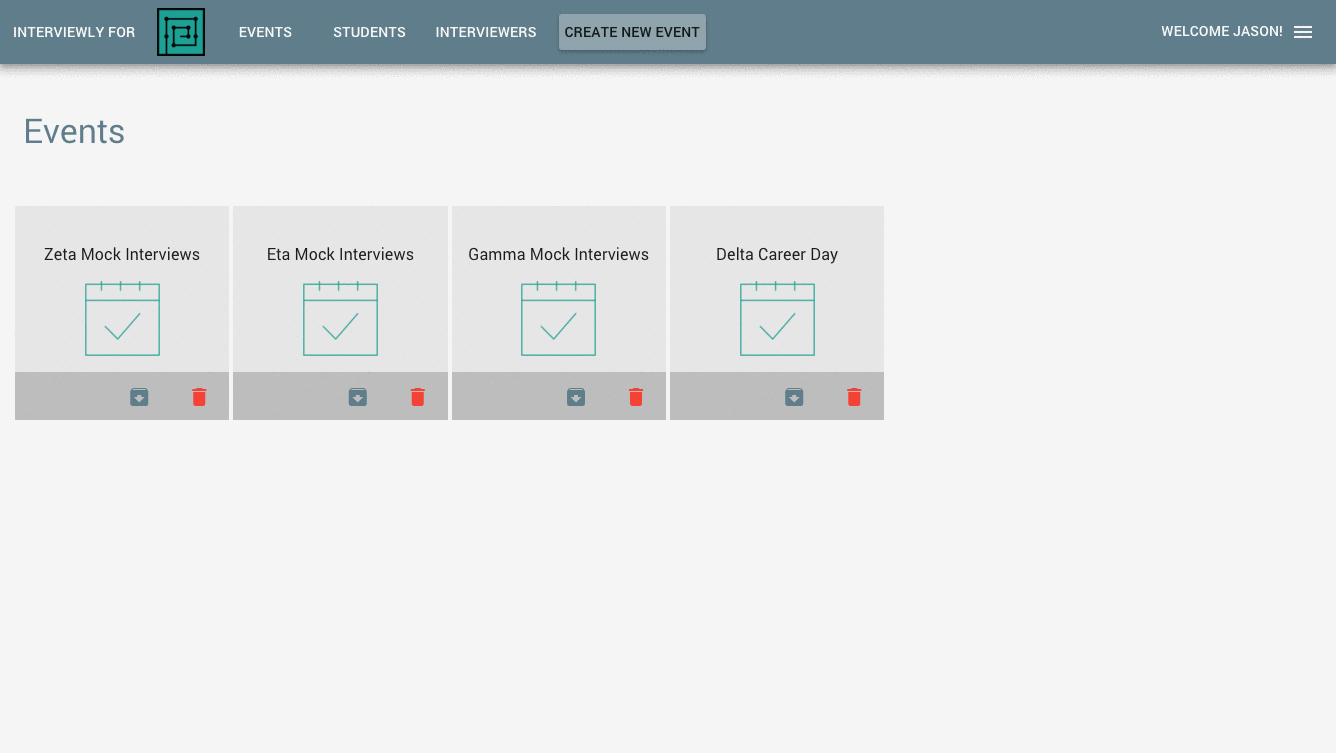 INTERVIEWLY FOR EVENTS STUDENTS INTERVIEWERS CREATE NEW EVENT WELCOME JASON!
Events
Zeta Mock Interviews Eta Mock Interviews Gamma Mock Interviews Delta Career Day